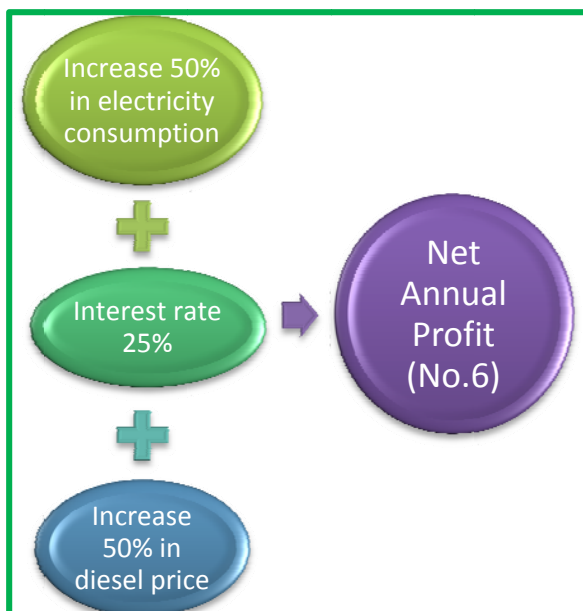 Increase 50%
in electricity
consumption
Interest rate
25%
Increase
50% in
diesel price
Net
Annual
Profit
(No.6)